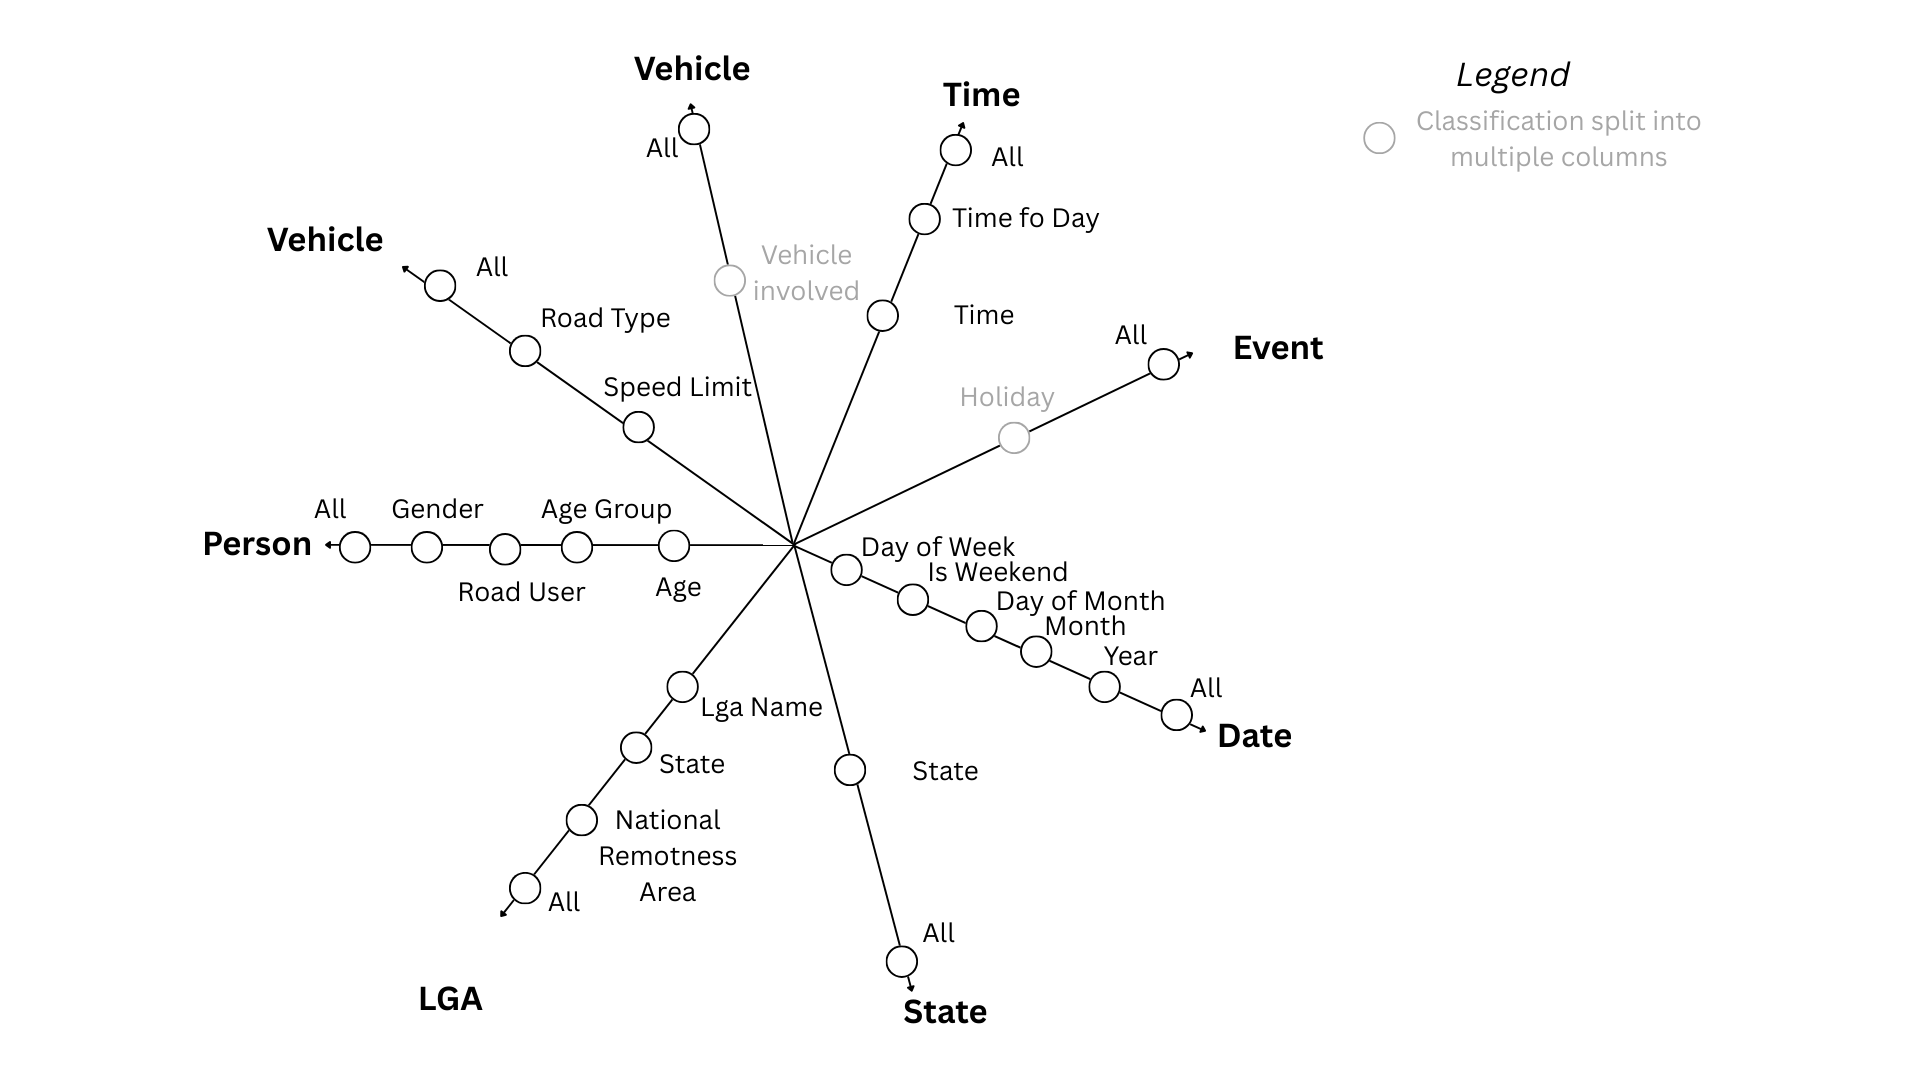 Vehicle
Time
Legend
Classification split into
multiple columns
All
All
Time fo Day
Vehicle
All
Vehicle
involved
Road Type
Time
All
Event
Speed Limit
Holiday
All
Gender
Age Group
Person
Road User
Age
Day of Week
Is Weekend
Day of Month
Month
Year
All
Date
Lga Name
State
State
National
Remotness
Area
All
All
LGA
State